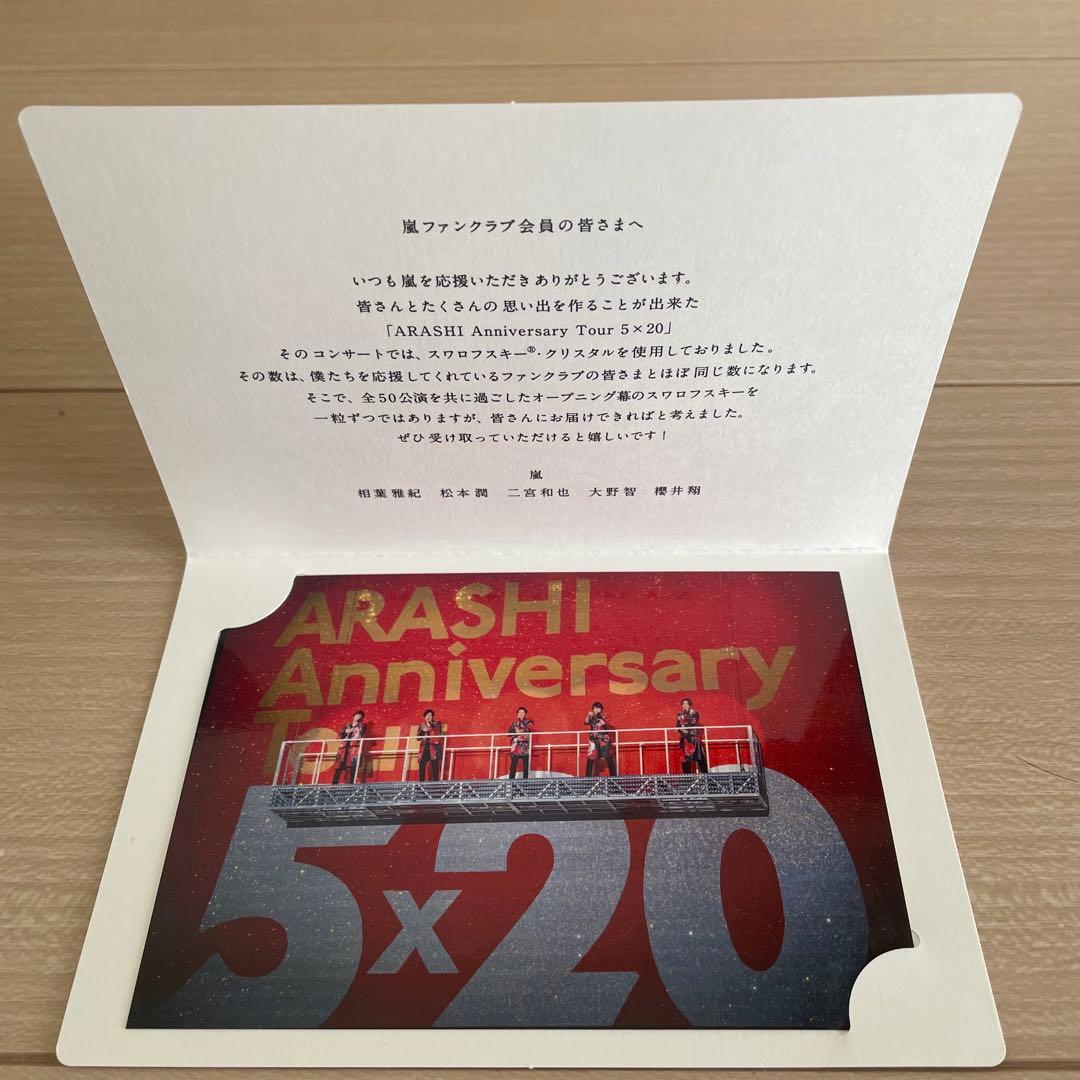 嵐ファンクラブ会員の皆さまへ
いつも嵐を応援いただきありがとうございます。
皆さんとたくさんの思い出を作ることが出来た
「ARASHI Anniversary Tour 5×20」
そのコンサートでは、スワロフスキー®・クリスタルを使用しておりました。
その数は、僕たちを応援してくれているファンクラブの皆さまとほぼ同じ数になります。
そこで、全50公演を共に過ごしたオープニング幕のスワロフスキーを
一粒ずつではありますが、皆さんにお届けできればと考えました。
ぜひ受け取っていただけると嬉しいです!
嵐
相葉雅紀 松本潤 二宮和也 大野智 櫻井翔
ARASHI
Anniversary
Tour
5x20